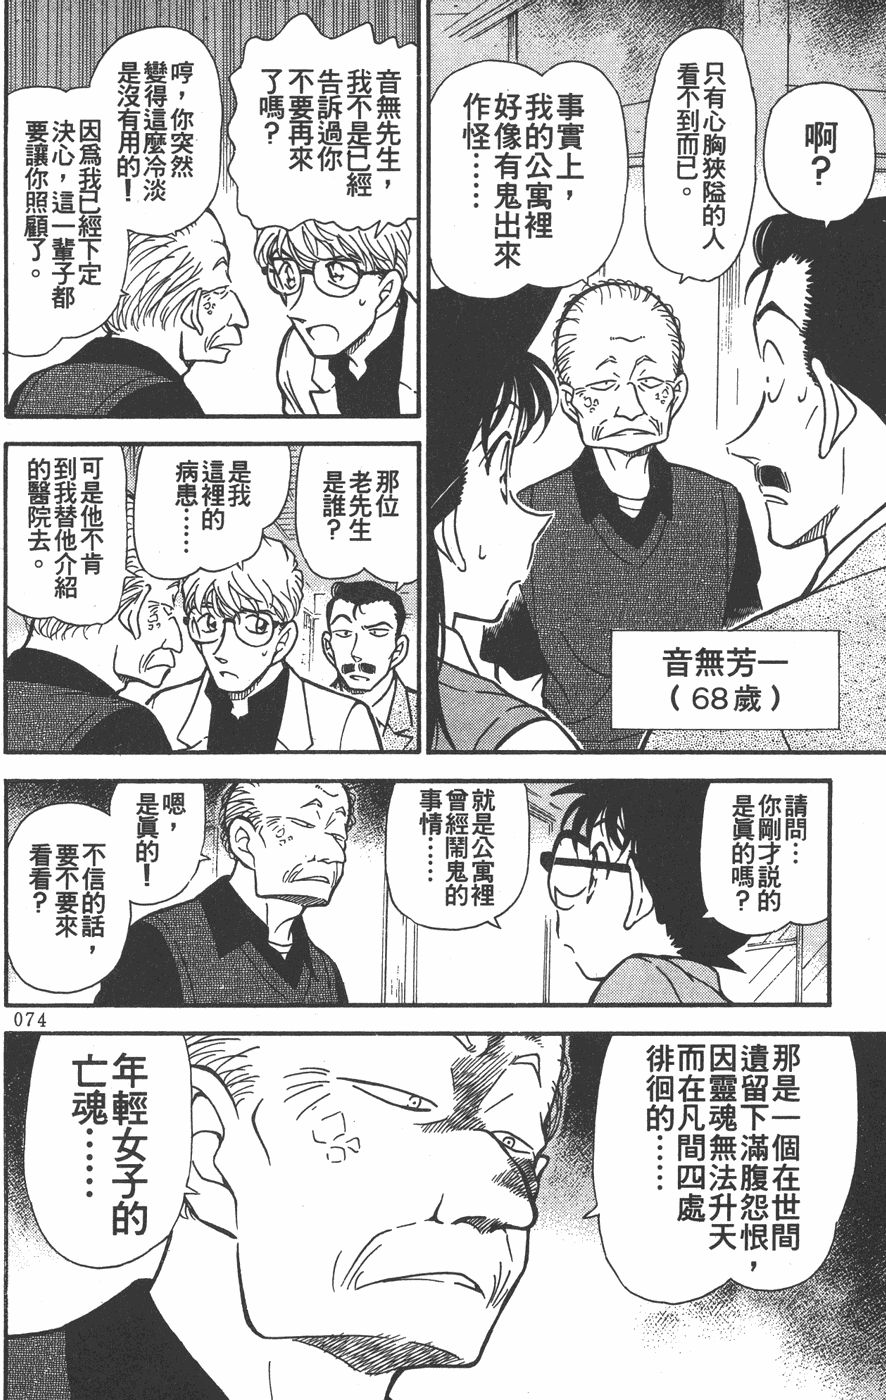 啊?
只有心胸狹隘的人
看不到而已。
事實上,
我的公寓裡
好像有鬼出來
作怪……
音無芳一
(68歲)
音無先生,
我不是已經
告訴過你
不要再來
了嗎?
哼,你突然
變得這麼冷淡
是沒有用的!
因爲我已經下定
決心,這一輩子都
要讓你照顧了。
那位
老先生
是誰?
是我
這裡的
病患……
可是他不肯
到我替他介紹
的醫院去。
請問…
你剛才説的
是眞的嗎?
就是公寓裡
曾經鬧鬼的
事情……
嗯,
是眞的!
不信的話,
要不要來
看看?
074
那是一個在世間
遺留下滿腹怨恨,
因靈魂無法升天
而在凡間四處
徘徊的……
年輕女子的
亡魂……